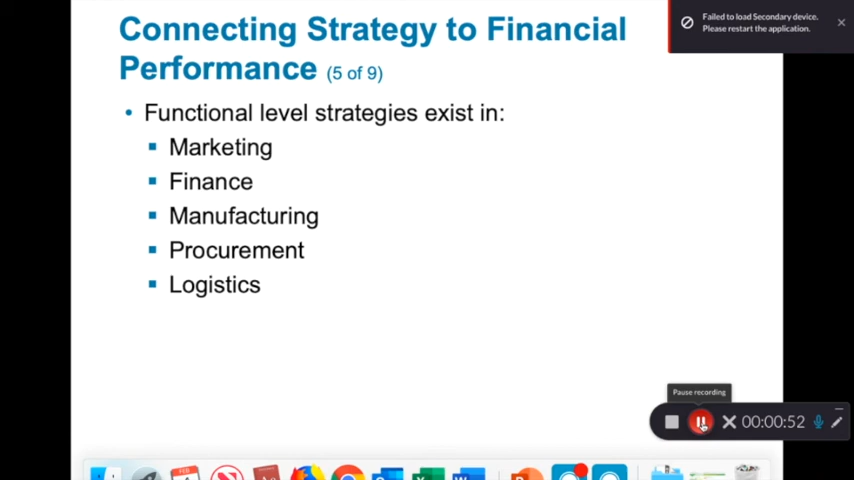 Connecting Strategy to Financial
Performance (5 of 9)
• Functional level strategies exist in:
▪ Marketing
▪ Finance
▪ Manufacturing
▪ Procurement
▪ Logistics
Failed to load Secondary device.
Please restart the application.
Pause recording
00:00:52
FEB